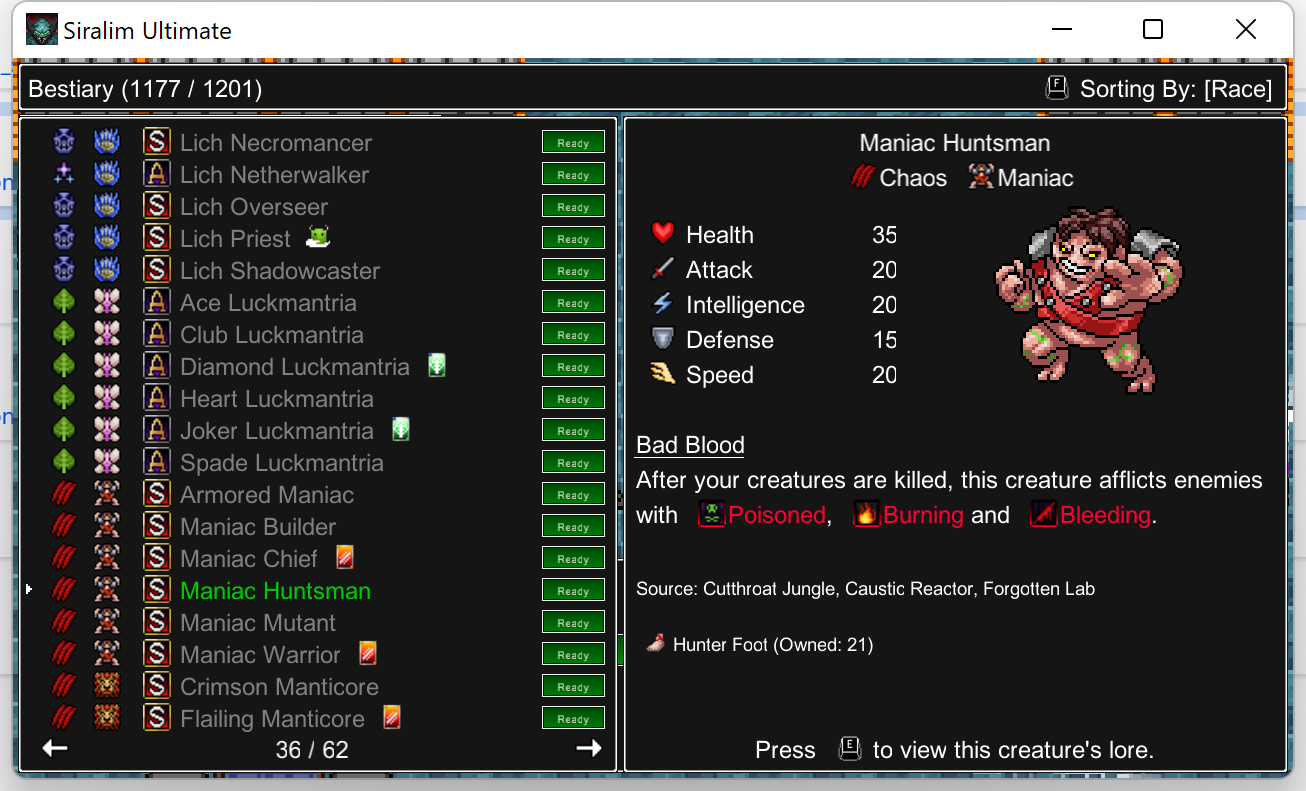 Siralim Ultimate
Bestiary (1177 / 1201)
F Sorting By: [Race]
S Lich Necromancer Ready
A Lich Netherwalker Ready
S Lich Overseer Ready
S Lich Priest Ready
S Lich Shadowcaster Ready
A Ace Luckmantria Ready
A Club Luckmantria Ready
A Diamond Luckmantria Ready
A Heart Luckmantria Ready
A Joker Luckmantria Ready
A Spade Luckmantria Ready
S Armored Maniac Ready
S Maniac Builder Ready
S Maniac Chief Ready
S Maniac Huntsman Ready
S Maniac Mutant Ready
S Maniac Warrior Ready
S Crimson Manticore Ready
S Flailing Manticore Ready
36 / 62
Maniac Huntsman
Chaos Maniac
Health 35
Attack 20
Intelligence 20
Defense 15
Speed 20
Bad Blood
After your creatures are killed, this creature afflicts enemies
with Poisoned, Burning and Bleeding.
Source: Cutthroat Jungle, Caustic Reactor, Forgotten Lab
Hunter Foot (Owned: 21)
Press E to view this creature's lore.